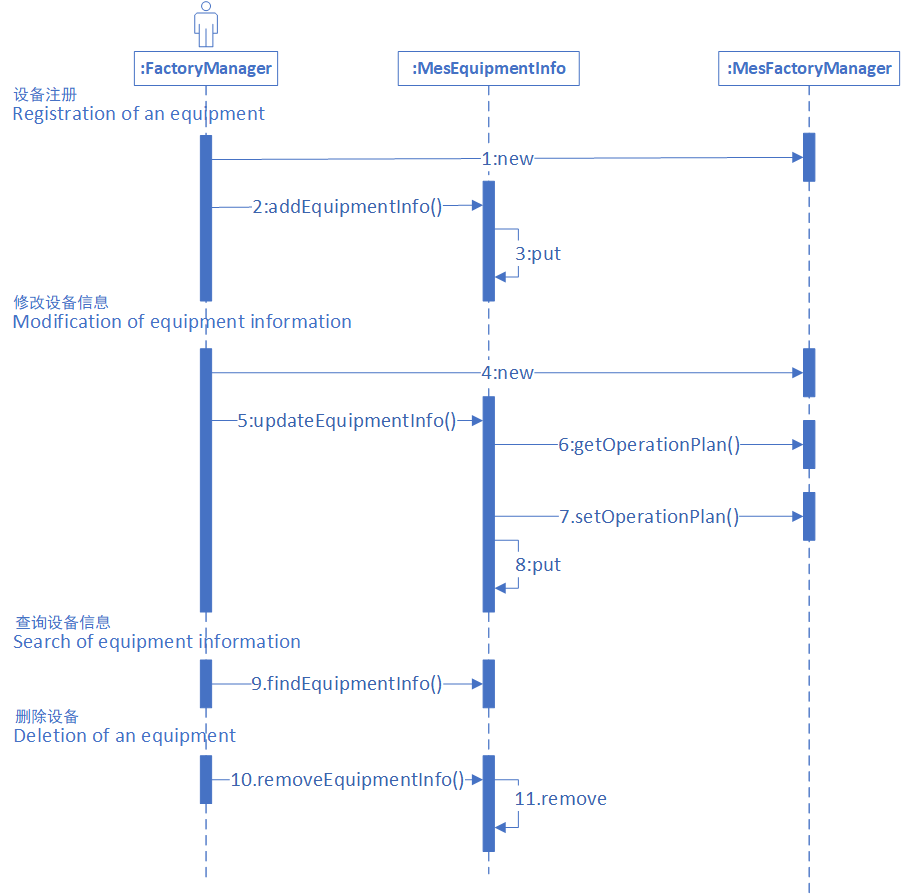 :FactoryManager
:MesEquipmentInfo
:MesFactoryManager
设备注册
Registration of an equipment
1:new
2:addEquipmentInfo()
3:put
修改设备信息
Modification of equipment information
4:new
5:updateEquipmentInfo()
6:getOperationPlan()
7.setOperationPlan()
8:put
查询设备信息
Search of equipment information
9.findEquipmentInfo()
删除设备
Deletion of an equipment
10.removeEquipmentInfo()
11.remove